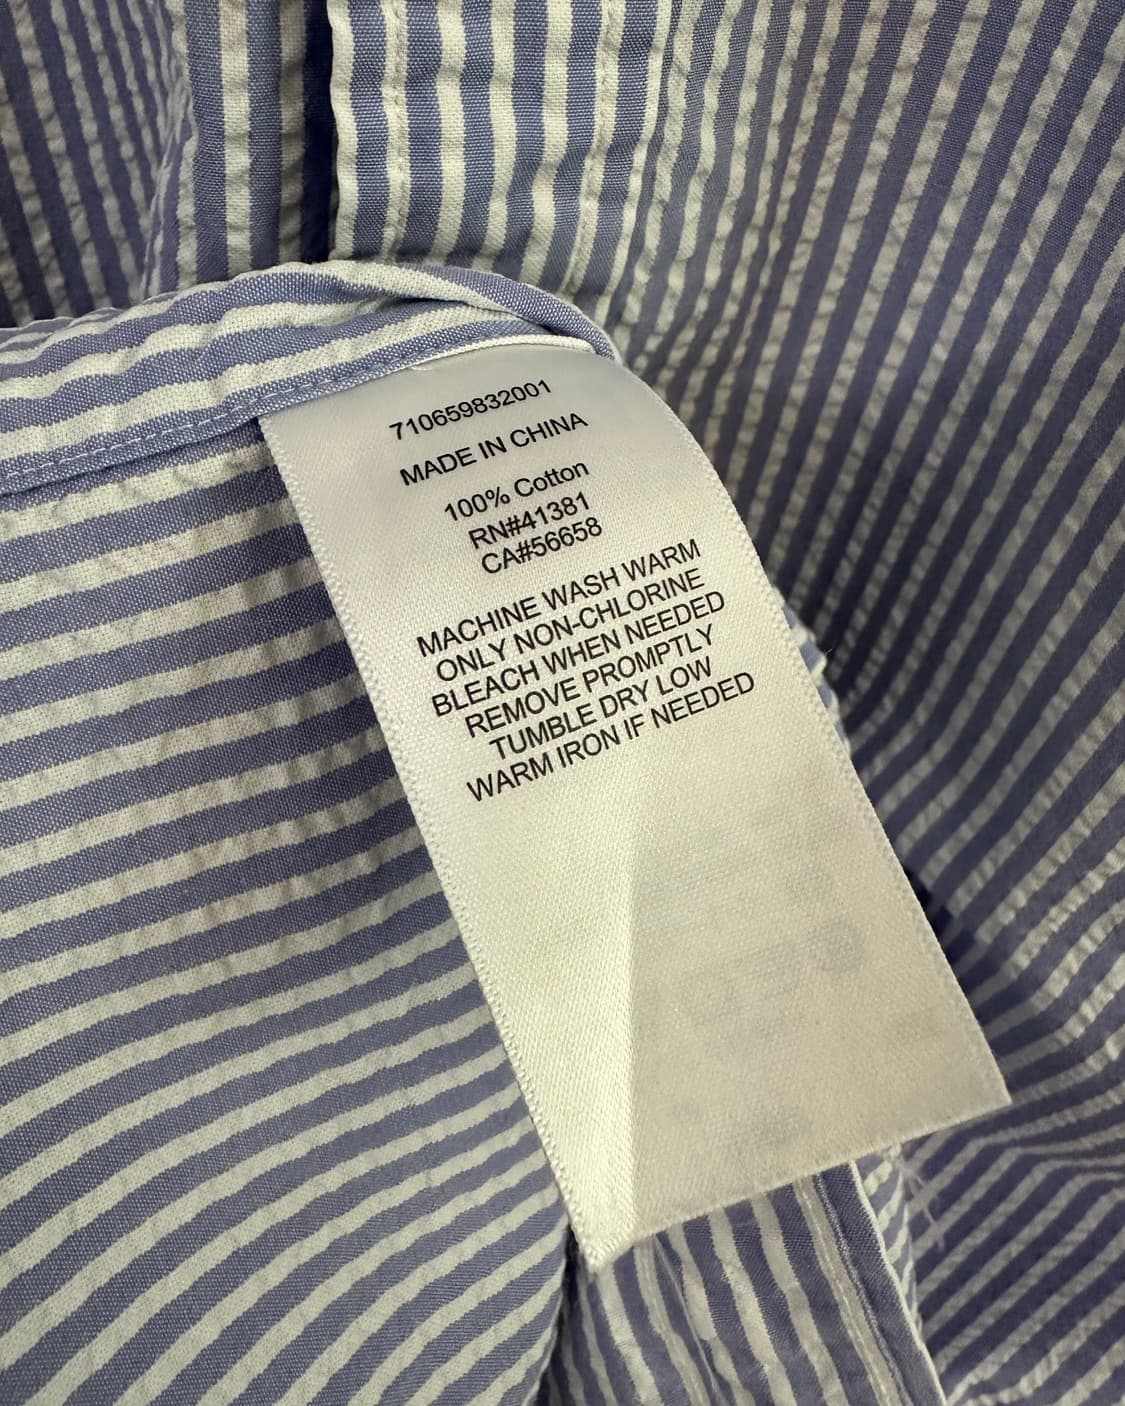 710659832001
MADE IN CHINA
100% Cotton
RN#41381
CA#56658
MACHINE WASH WARM
ONLY NON-CHLORINE
BLEACH WHEN NEEDED
REMOVE PROMPTLY
TUMBLE DRY LOW
WARM IRON IF NEEDED